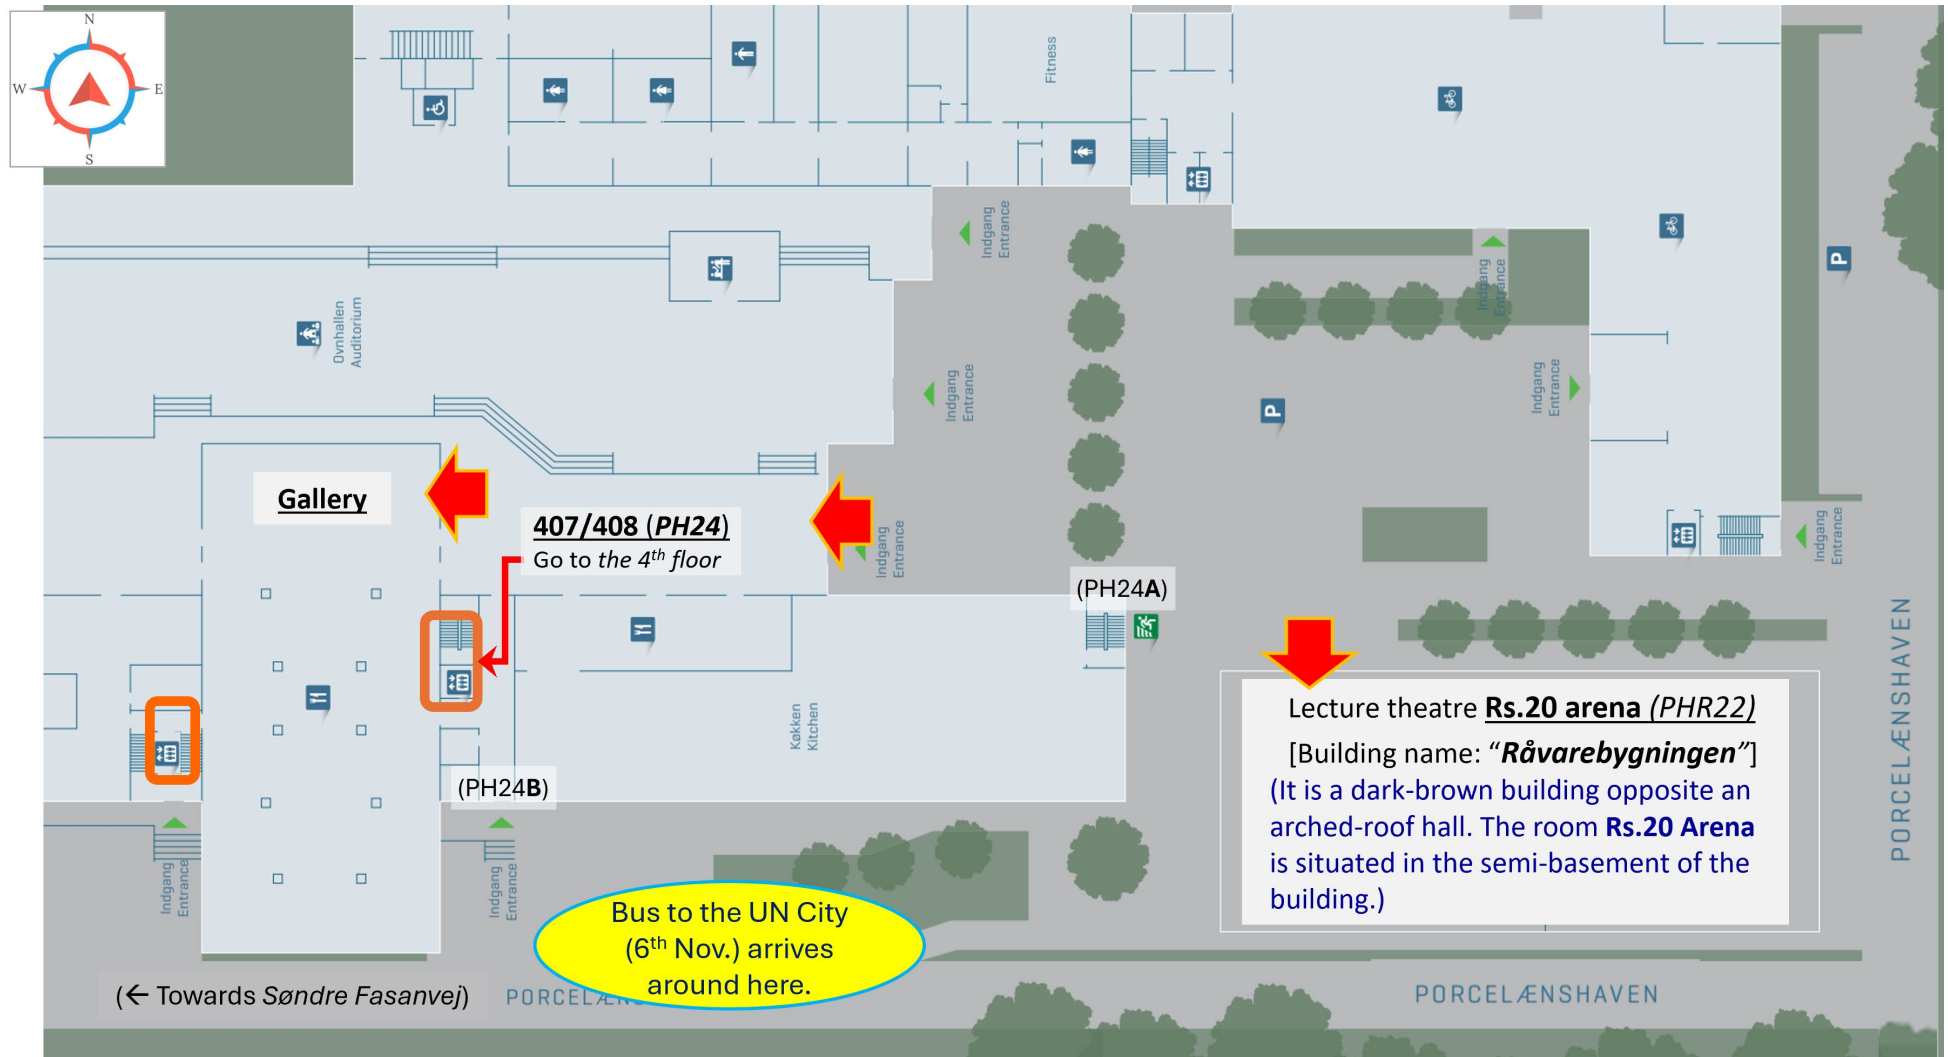 N
W
E
S
Fitness
Indgang
Entrance
Indgang
Entrance
P
Ovnhallen
Auditorium
Indgang
Entrance
Indgang
Entrance
P
Gallery
407/408 (PH24)
Go to the 4th floor
Indgang
Entrance
Indgang
Entrance
(PH24A)
Køkken
Kitchen
(PH24B)
Lecture theatre Rs.20 arena (PHR22)
[Building name: “Råvarebygningen”]
(It is a dark-brown building opposite an
arched-roof hall. The room Rs.20 Arena
is situated in the semi-basement of the
building.)
PORCELÆNSHAVEN
Indgang
Entrance
Indgang
Entrance
Bus to the UN City
(6th Nov.) arrives
around here.
(← Towards Søndre Fasanvej)
PORCELÆNS
PORCELÆNSHAVEN